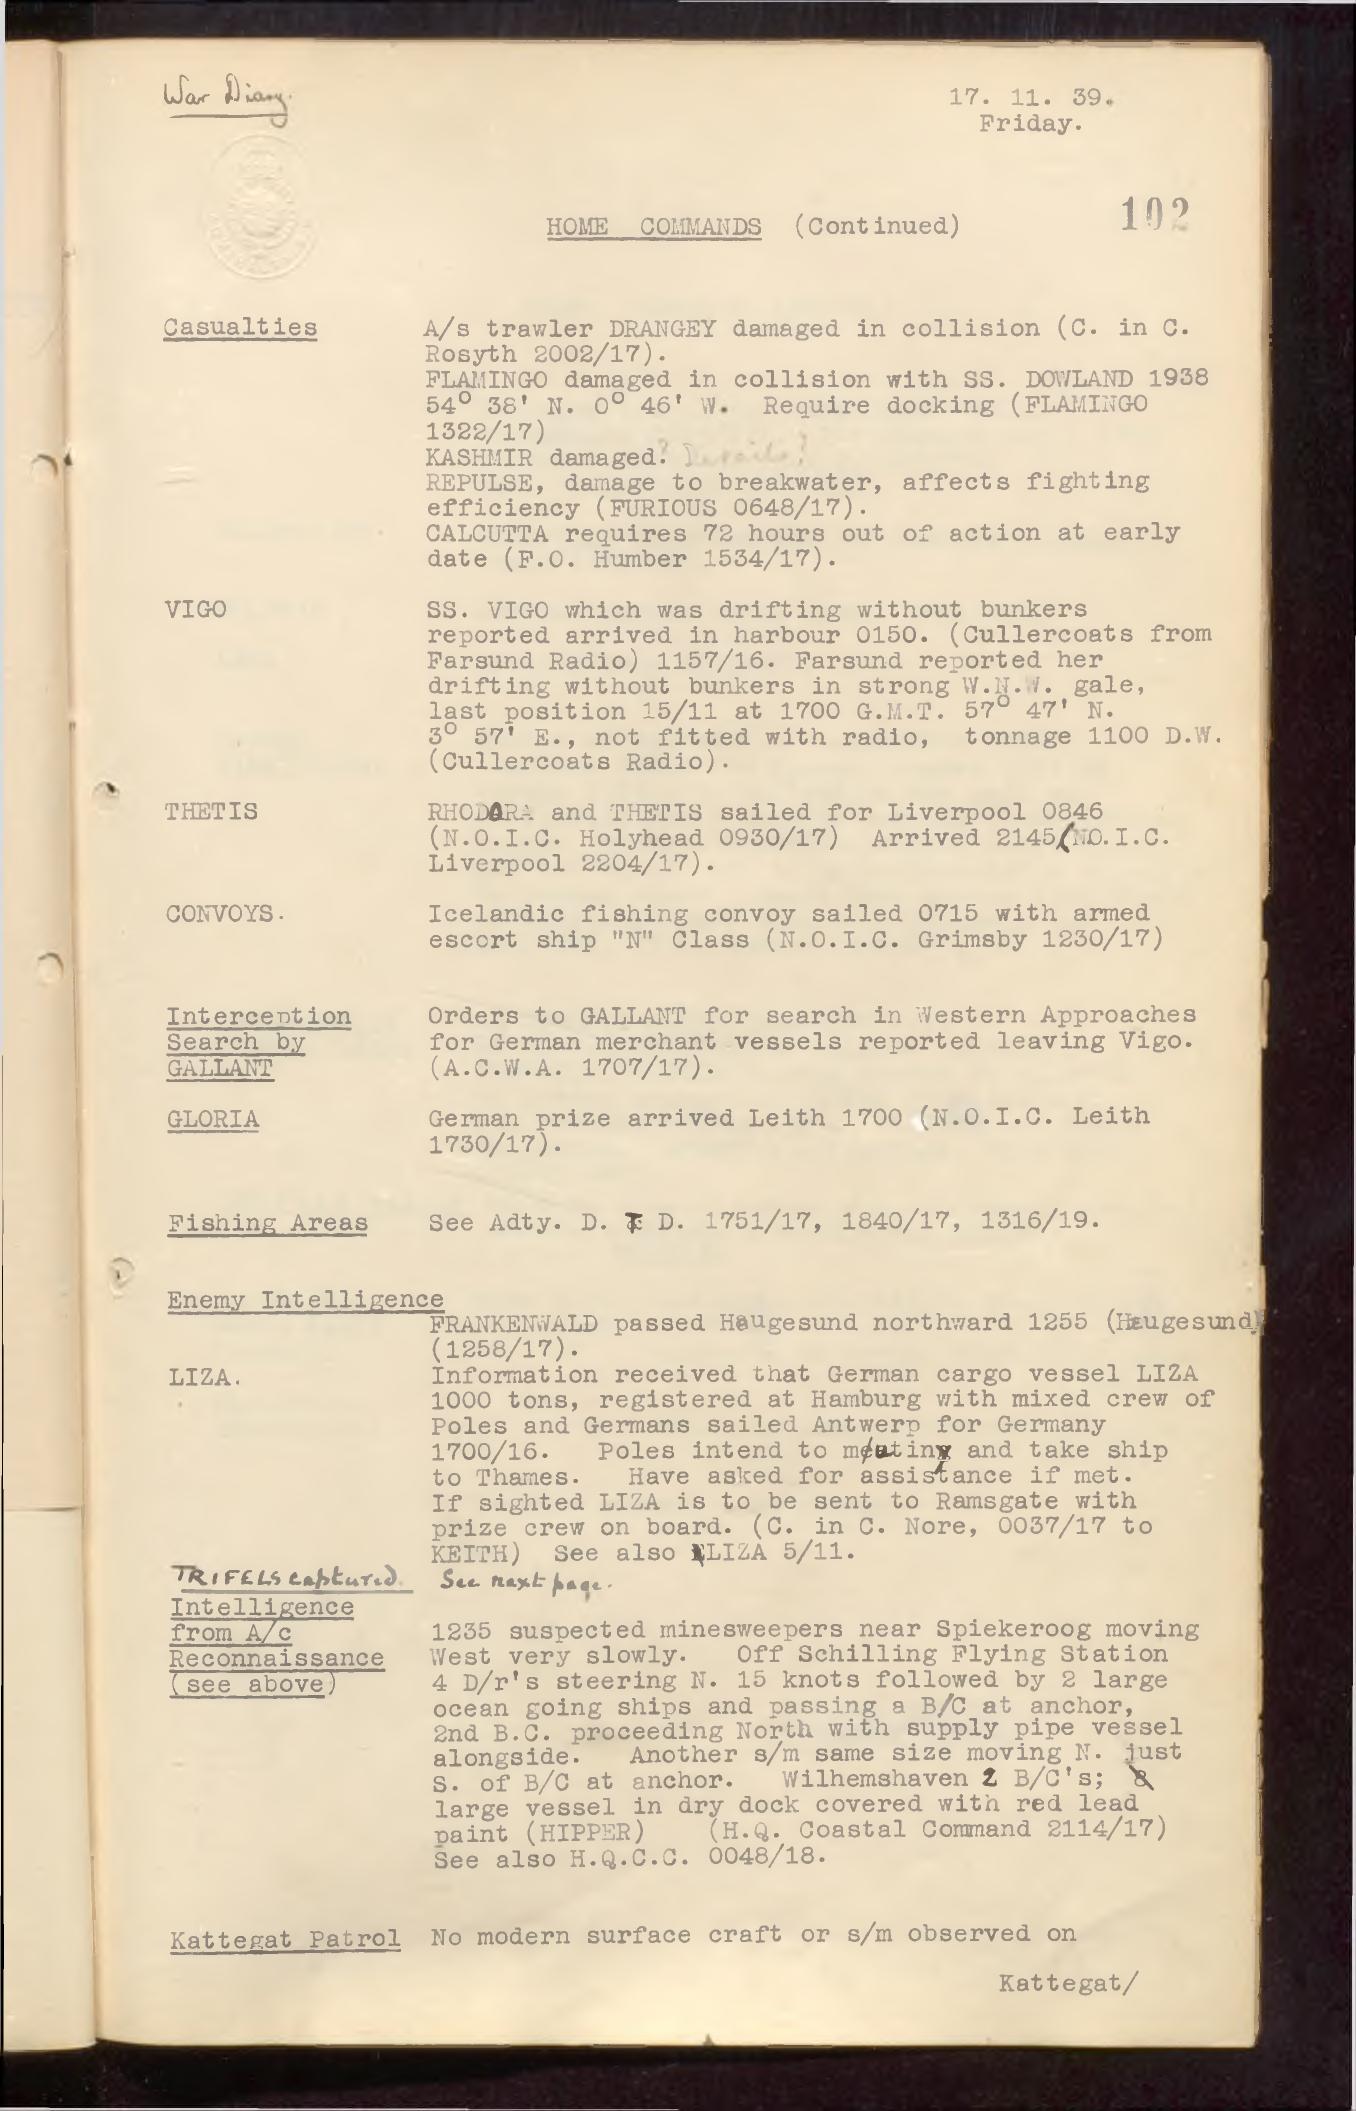 War Diary.
17. 11. 39.
Friday.
102
HOME COMMANDS (Continued)
Casualties A/s trawler DRANGEY damaged in collision (C. in C.
Rosyth 2002/17).
FLAMINGO damaged in collision with SS. DOWLAND 1938
54° 38' N. 0° 46' W. Require docking (FLAMINGO
1322/17)
KASHMIR damaged. ? Details?
REPULSE, damage to breakwater, affects fighting
efficiency (FURIOUS 0648/17).
CALCUTTA requires 72 hours out of action at early
date (F.O. Humber 1534/17).
VIGO SS. VIGO which was drifting without bunkers
reported arrived in harbour 0150. (Cullercoats from
Farsund Radio) 1157/16. Farsund reported her
drifting without bunkers in strong W.N.W. gale,
last position 15/11 at 1700 G.M.T. 57° 47' N.
3° 57' E., not fitted with radio, tonnage 1100 D.W.
(Cullercoats Radio).
THETIS RHODORA and THETIS sailed for Liverpool 0846
(N.O.I.C. Holyhead 0930/17) Arrived 2145 (N.O.I.C.
Liverpool 2204/17).
CONVOYS. Icelandic fishing convoy sailed 0715 with armed
escort ship "N" Class (N.O.I.C. Grimsby 1230/17)
Interception Orders to GALLANT for search in Western Approaches
Search by for German merchant vessels reported leaving Vigo.
GALLANT (A.C.W.A. 1707/17).
GLORIA German prize arrived Leith 1700 (N.O.I.C. Leith
1730/17).
Fishing Areas See Adty. D. T D. 1751/17, 1840/17, 1316/19.
Enemy Intelligence
FRANKENWALD passed Haugesund northward 1255 (Haugesund)
(1258/17).
LIZA. Information received that German cargo vessel LIZA
1000 tons, registered at Hamburg with mixed crew of
Poles and Germans sailed Antwerp for Germany
1700/16. Poles intend to mutiny and take ship
to Thames. Have asked for assistance if met.
If sighted LIZA is to be sent to Ramsgate with
prize crew on board. (C. in C. Nore, 0037/17 to
KEITH) See also LIZA 5/11.
TRIFELS captured. See next page.
Intelligence
from A/c 1235 suspected minesweepers near Spiekeroog moving
Reconnaissance West very slowly. Off Schilling Flying Station
(see above) 4 D/r's steering N. 15 knots followed by 2 large
ocean going ships and passing a B/C at anchor,
2nd B.C. proceeding North with supply pipe vessel
alongside. Another s/m same size moving N. just
S. of B/C at anchor. Wilhemshaven 2 B/C's;
large vessel in dry dock covered with red lead
paint (HIPPER) (H.Q. Coastal Command 2114/17)
See also H.Q.C.C. 0048/18.
Kattegat Patrol No modern surface craft or s/m observed on
Kattegat/